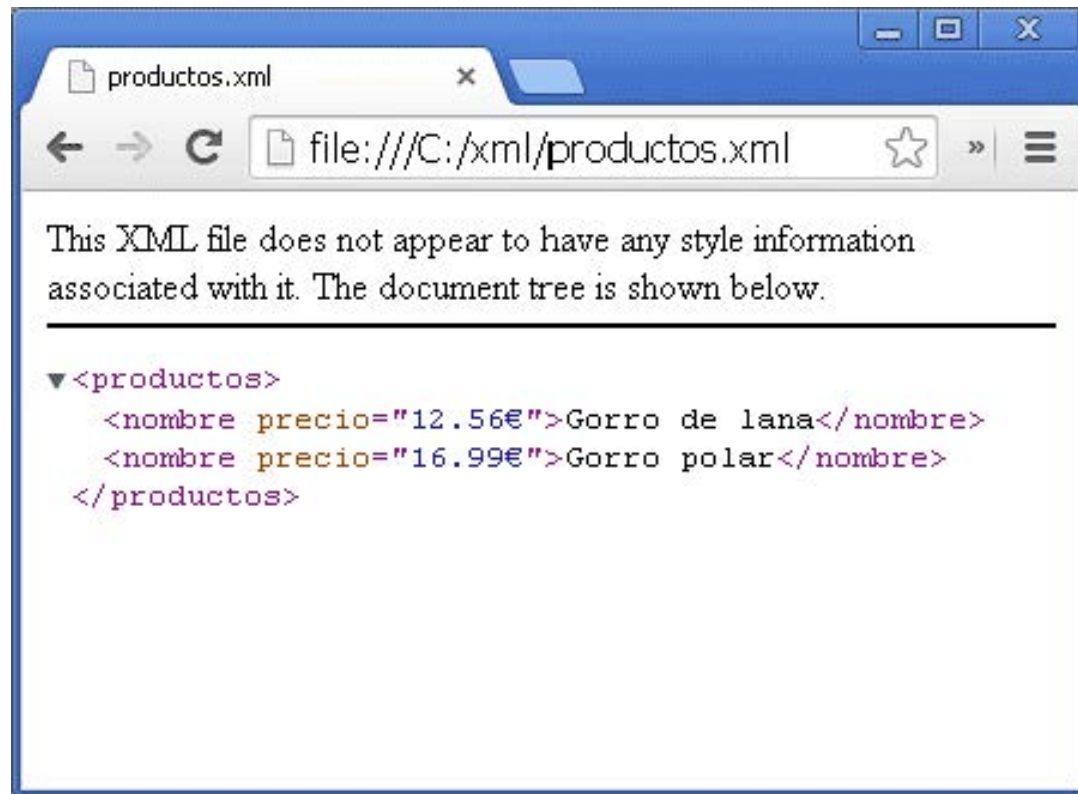 productos.xml
file:///C:/xml/productos.xml
This XML file does not appear to have any style information
associated with it. The document tree is shown below.
▼<productos>
<nombre precio="12.56€">Gorro de lana</nombre>
<nombre precio="16.99€">Gorro polar</nombre>
</productos>